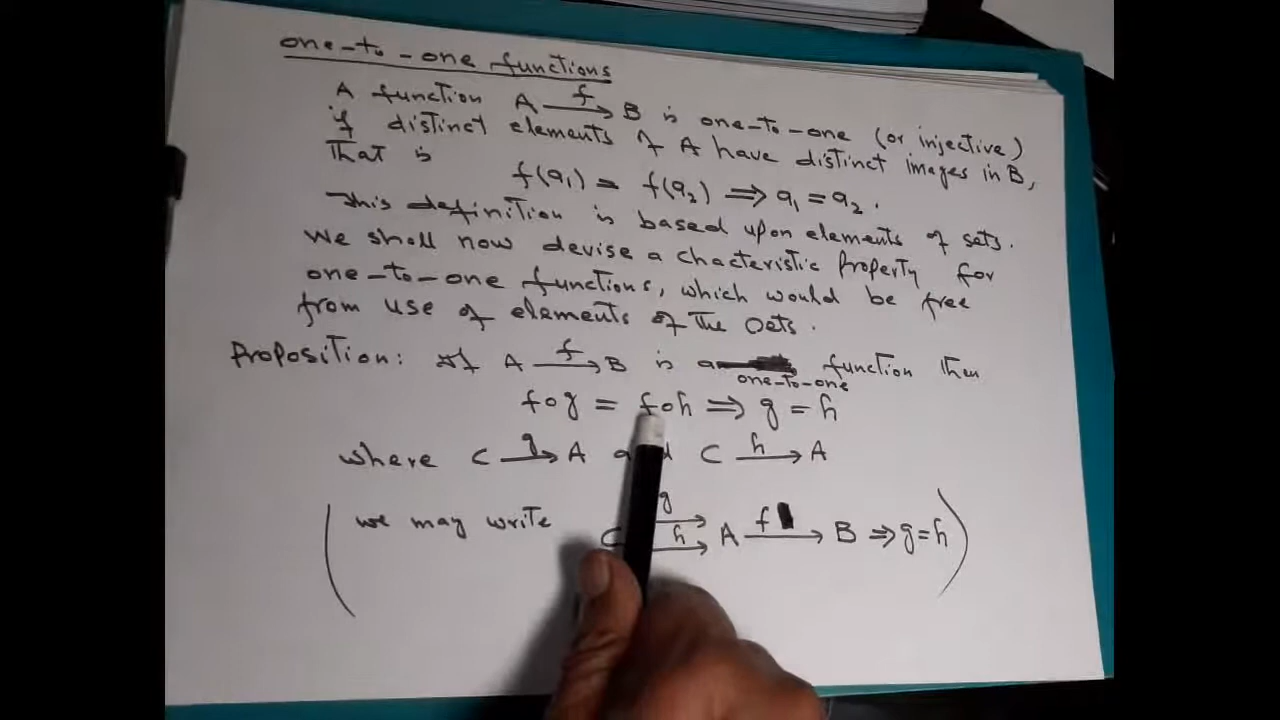 one-to-one functions
A function A —f→ B is one-to-one (or injective)
if distinct elements of A have distinct images in B,
That is
f(a₁) = f(a₂) ⟹ a₁ = a₂.
This definition is based upon elements of sets.
We shall now devise a chacteristic Property for
one-to-one functions, which would be free
from use of elements of the sets.
Proposition: If A —f→ B is a one-to-one function then
fog = foh ⟹ g = h
where C —g→ A C —h→ A
(we may write C g h A —f→ B ⟹ g=h)